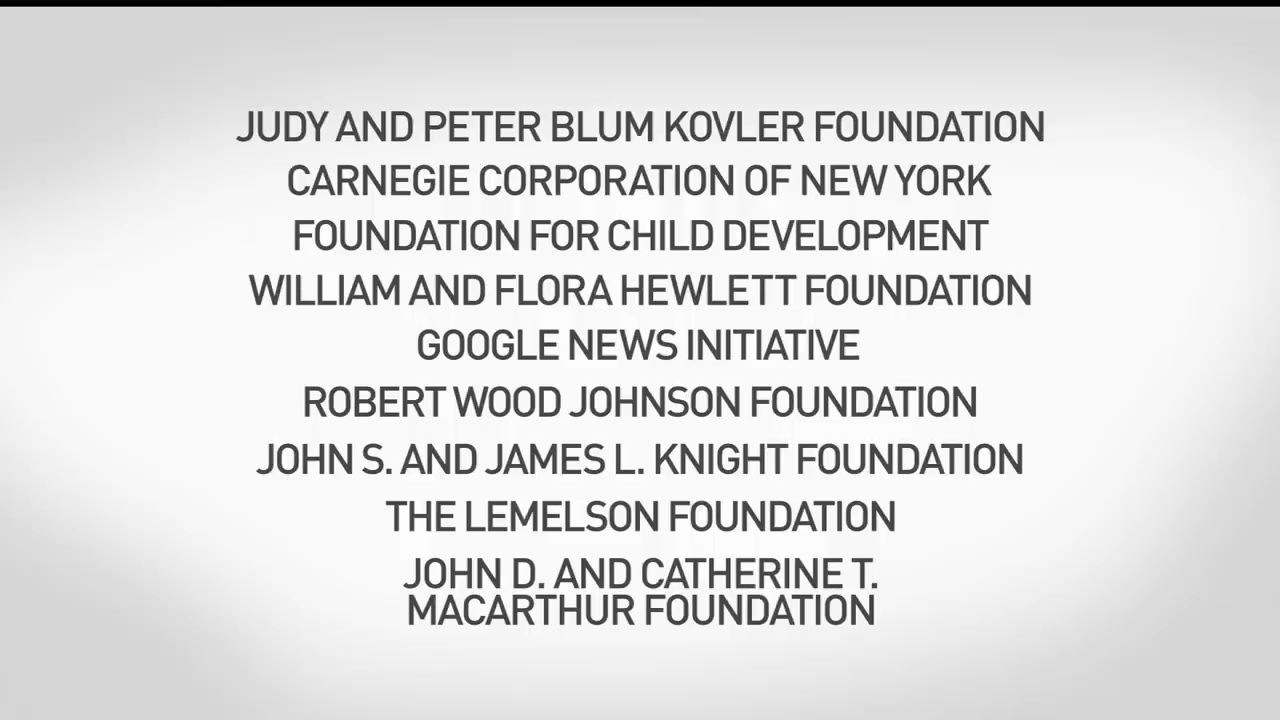 JUDY AND PETER BLUM KOVLER FOUNDATION
CARNEGIE CORPORATION OF NEW YORK
FOUNDATION FOR CHILD DEVELOPMENT
WILLIAM AND FLORA HEWLETT FOUNDATION
GOOGLE NEWS INITIATIVE
ROBERT WOOD JOHNSON FOUNDATION
JOHN S. AND JAMES L. KNIGHT FOUNDATION
THE LEMELSON FOUNDATION
JOHN D. AND CATHERINE T.
MACARTHUR FOUNDATION